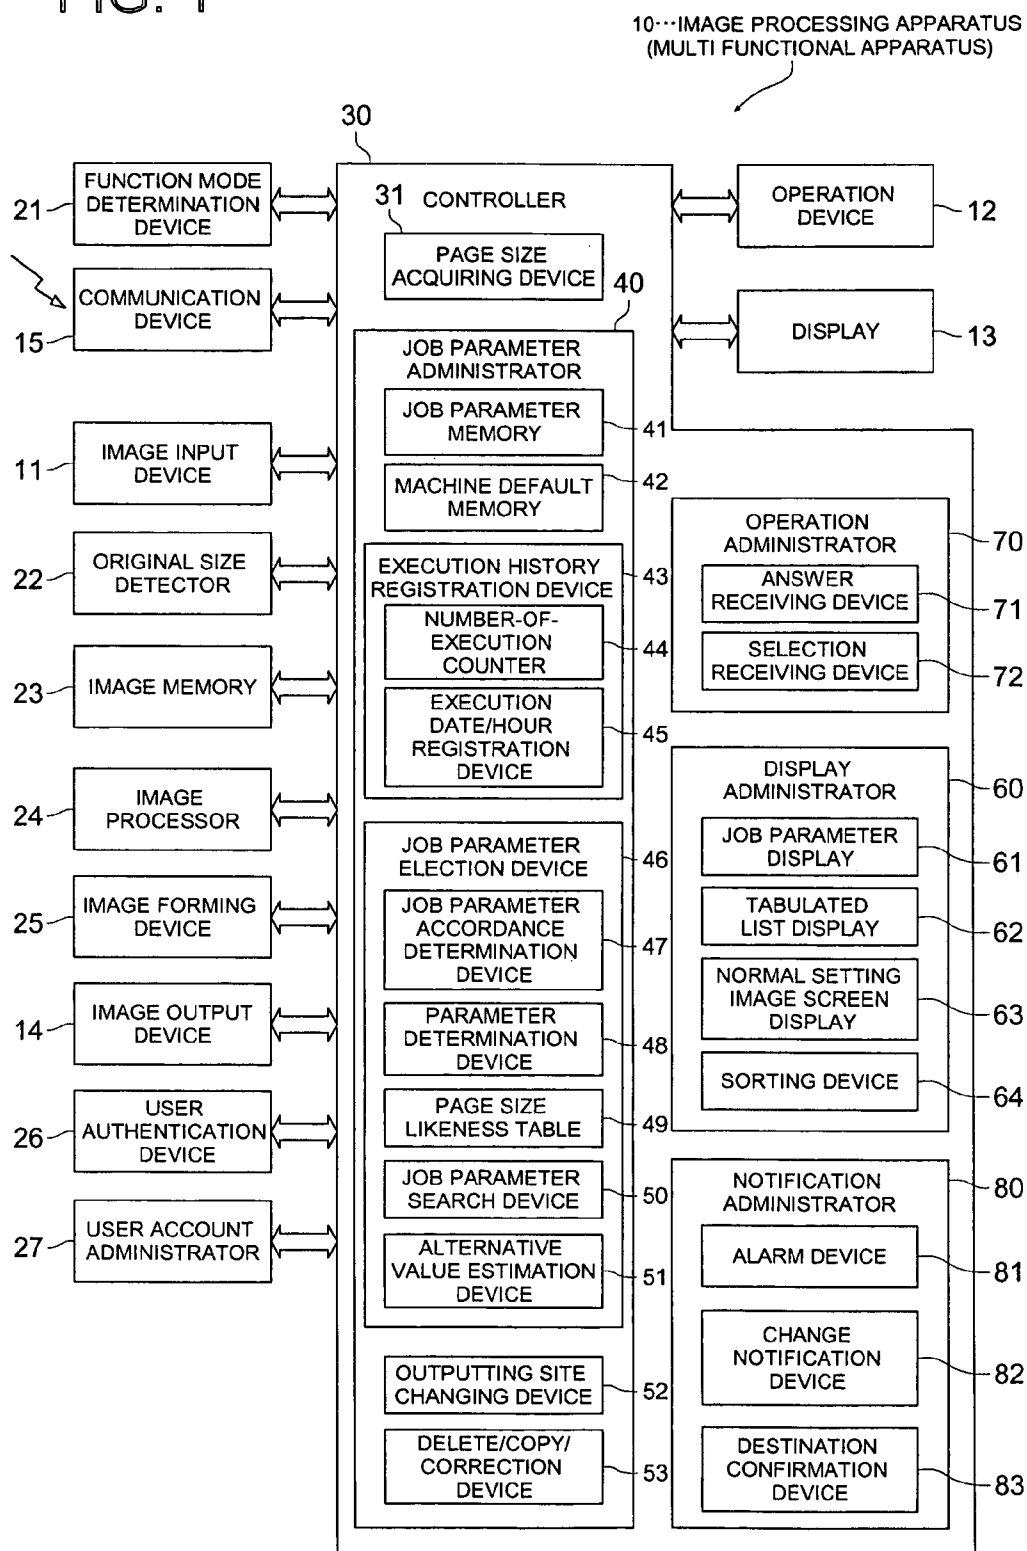 FIG. 1
10···IMAGE PROCESSING APPARATUS
(MULTI FUNCTIONAL APPARATUS)
30
CONTROLLER
21
FUNCTION MODE
DETERMINATION
DEVICE
15
COMMUNICATION
DEVICE
11
IMAGE INPUT
DEVICE
22
ORIGINAL SIZE
DETECTOR
23
IMAGE MEMORY
24
IMAGE
PROCESSOR
25
IMAGE FORMING
DEVICE
14
IMAGE OUTPUT
DEVICE
26
USER
AUTHENTICATION
DEVICE
27
USER ACCOUNT
ADMINISTRATOR
31
PAGE SIZE
ACQUIRING DEVICE
40
JOB PARAMETER
ADMINISTRATOR
JOB PARAMETER
MEMORY
41
MACHINE DEFAULT
MEMORY
42
EXECUTION HISTORY
REGISTRATION DEVICE
43
NUMBER-OF-
EXECUTION
COUNTER
44
EXECUTION
DATE/HOUR
REGISTRATION
DEVICE
45
JOB PARAMETER
ELECTION DEVICE
46
JOB PARAMETER
ACCORDANCE
DETERMINATION
DEVICE
47
PARAMETER
DETERMINATION
DEVICE
48
PAGE SIZE
LIKENESS TABLE
49
JOB PARAMETER
SEARCH DEVICE
50
ALTERNATIVE
VALUE ESTIMATION
DEVICE
51
OUTPUTTING SITE
CHANGING DEVICE
52
DELETE/COPY/
CORRECTION
DEVICE
53
OPERATION
DEVICE
12
DISPLAY
13
OPERATION
ADMINISTRATOR
70
ANSWER
RECEIVING DEVICE
71
SELECTION
RECEIVING DEVICE
72
DISPLAY
ADMINISTRATOR
60
JOB PARAMETER
DISPLAY
61
TABULATED
LIST DISPLAY
62
NORMAL SETTING
IMAGE SCREEN
DISPLAY
63
SORTING DEVICE
64
NOTIFICATION
ADMINISTRATOR
80
ALARM DEVICE
81
CHANGE
NOTIFICATION
DEVICE
82
DESTINATION
CONFIRMATION
DEVICE
83